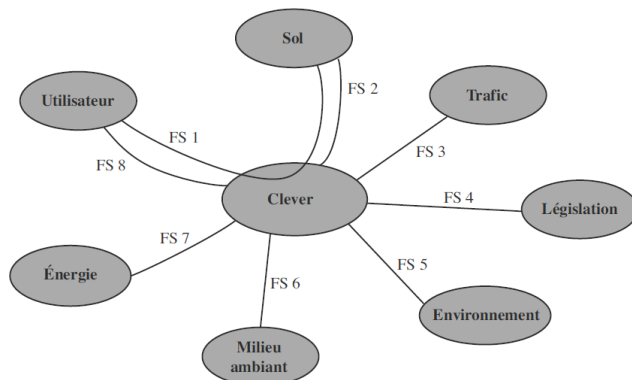 Sol
Utilisateur
FS 2
Trafic
FS 1
FS 3
FS 8
Clever
FS 4
Législation
FS 7
FS 5
Énergie
FS 6
Environnement
Milieu
ambiant